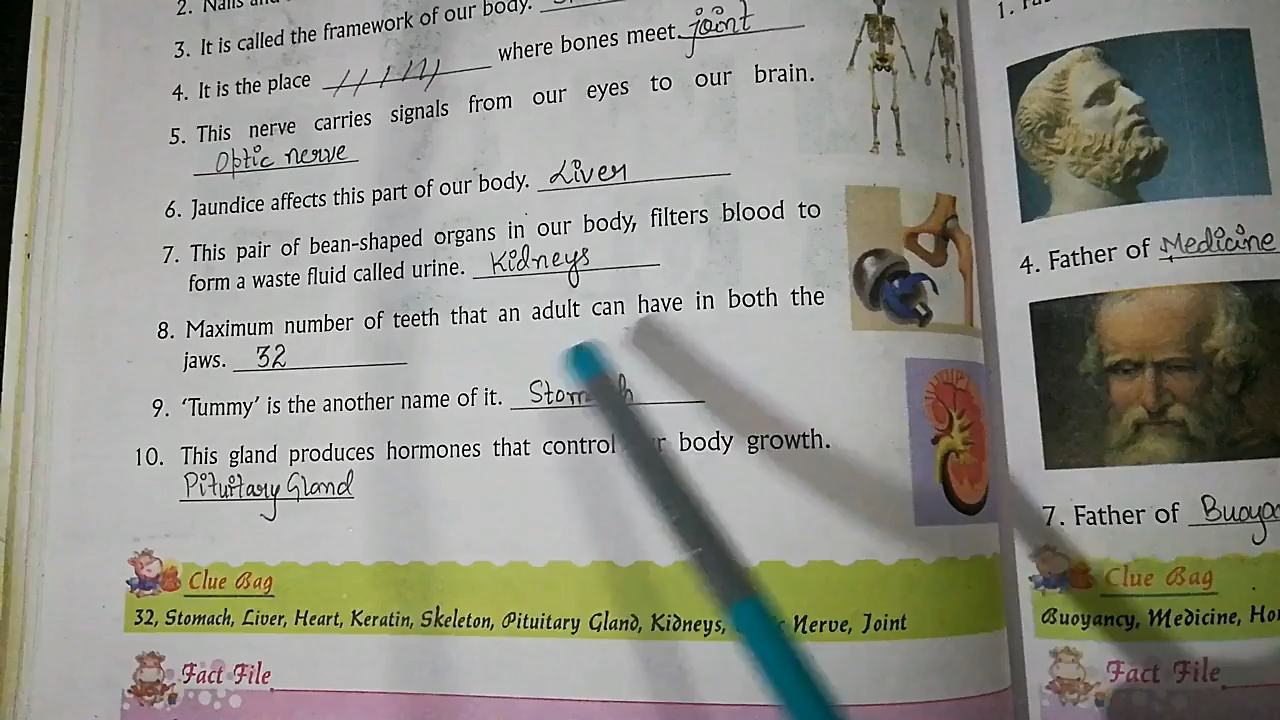 2. Nails and
3. It is called the framework of our body.
4. It is the place where bones meet. joint
5. This nerve carries signals from our eyes to our brain.
Optic nerve
6. Jaundice affects this part of our body. Liver
7. This pair of bean-shaped organs in our body, filters blood to
form a waste fluid called urine. Kidneys
8. Maximum number of teeth that an adult can have in both the
jaws. 32
9. 'Tummy' is the another name of it.
10. This gland produces hormones that control body growth.
Pituitary Gland
Clue Bag
32, Stomach, Liver, Heart, Keratin, Skeleton, Pituitary Gland, Kidneys, Nerve, Joint
Fact File
1.
4. Father of Medicine
7. Father of
Clue Bag
Buoyancy, Medicine,
Fact File